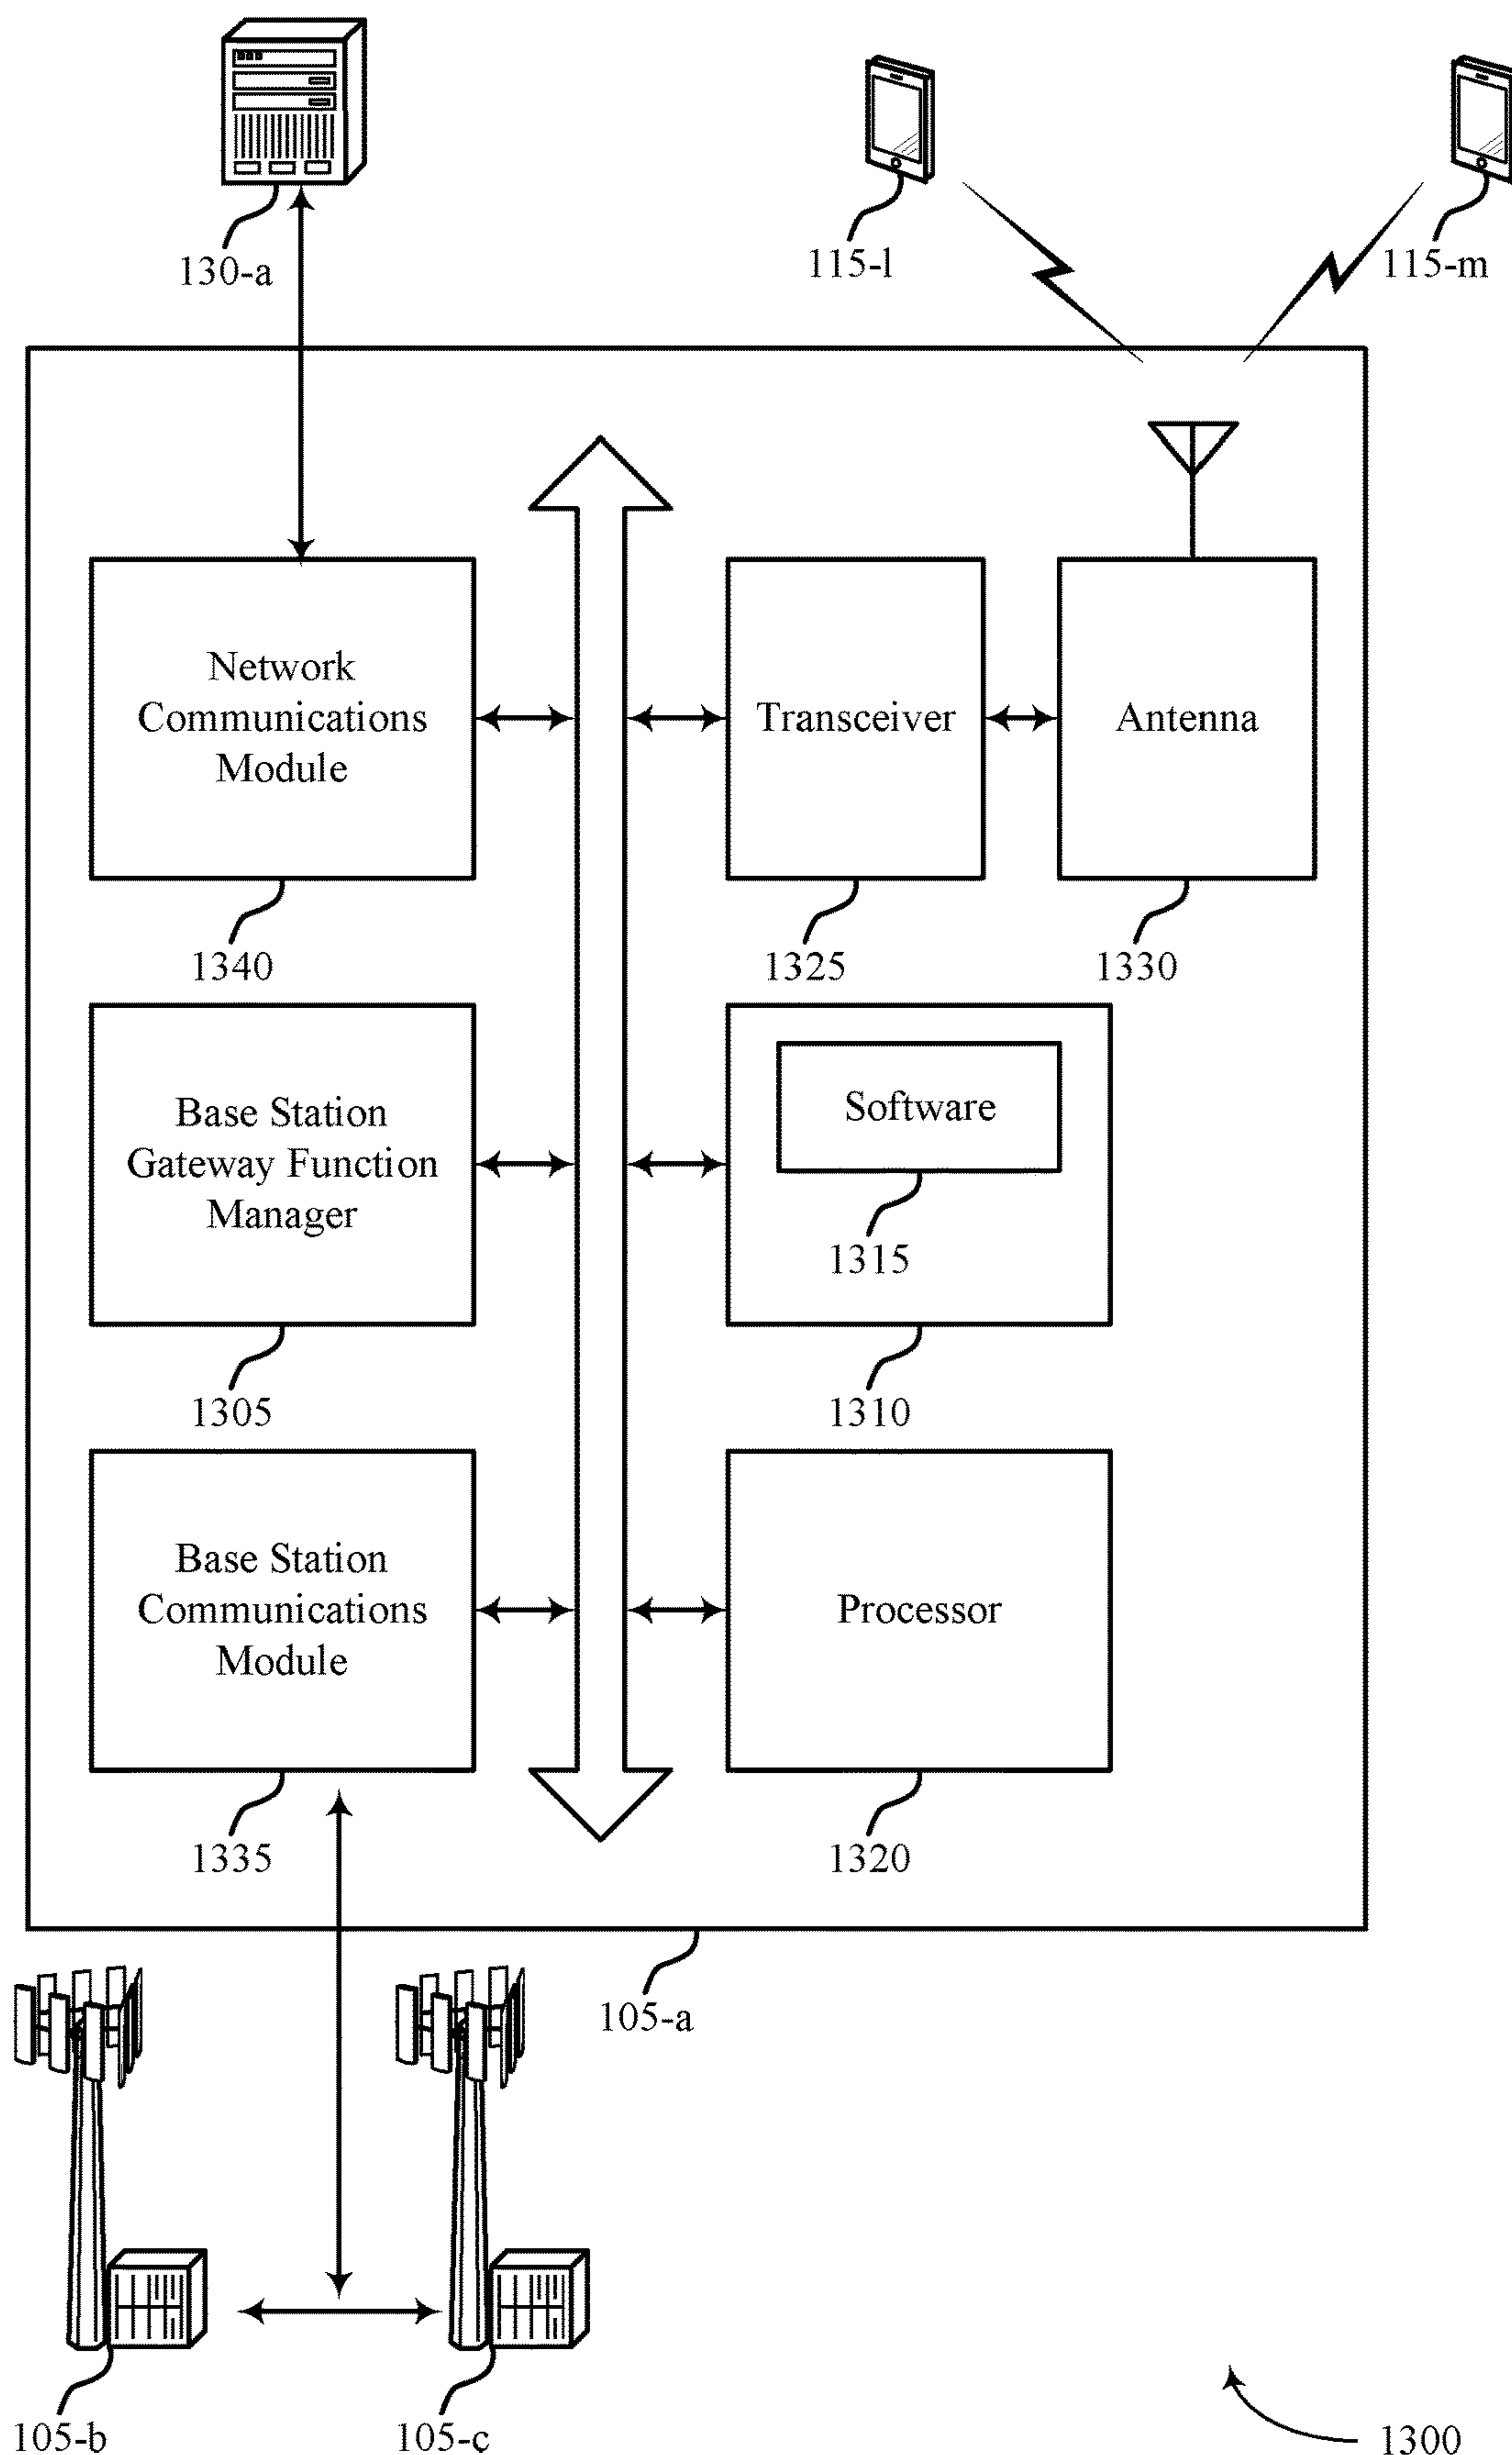 130-a
115-l
115-m
Network
Communications
Module
Transceiver
Antenna
1340
1325
1330
Base Station
Gateway Function
Manager
Software
1315
1305
1310
Base Station
Communications
Module
Processor
1335
1320
105-a
105-b
105-c
1300